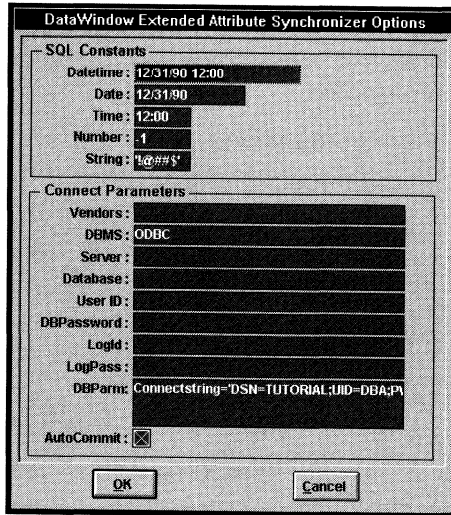 DataWindow Extended Attribute Synchronizer Options
SQL Constants
Datetime: 12/31/90 12:00
Date: 12/31/90
Time: 12:00
Number: -1
String: '!@##$'
Connect Parameters
Vendors:
DBMS: ODBC
Server:
Database:
User ID:
DBPassword:
LogId:
LogPass:
DBParm: Connectstring='DSN=TUTORIAL;UID=DBA;P\
AutoCommit:
OK Cancel